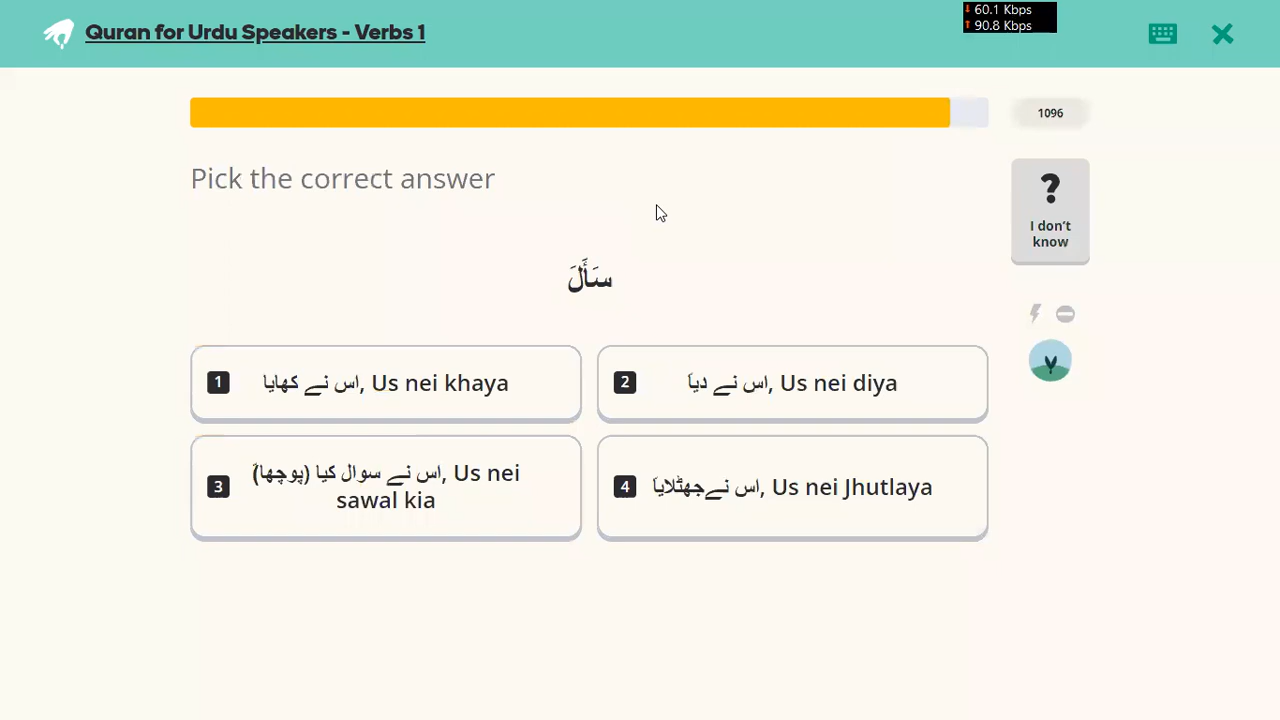 Quran for Urdu Speakers - Verbs 1
60.1 Kbps
90.8 Kbps
1096
Pick the correct answer
?
I don't
know
سَأَلَ
1 اس نے کھایا, Us nei khaya
2 اس نے دیاَ, Us nei diya
3 اس نے سوال کیا (پوچھا)َ, Us nei
sawal kia
4 اس نےجھٹلایاَ, Us nei Jhutlaya